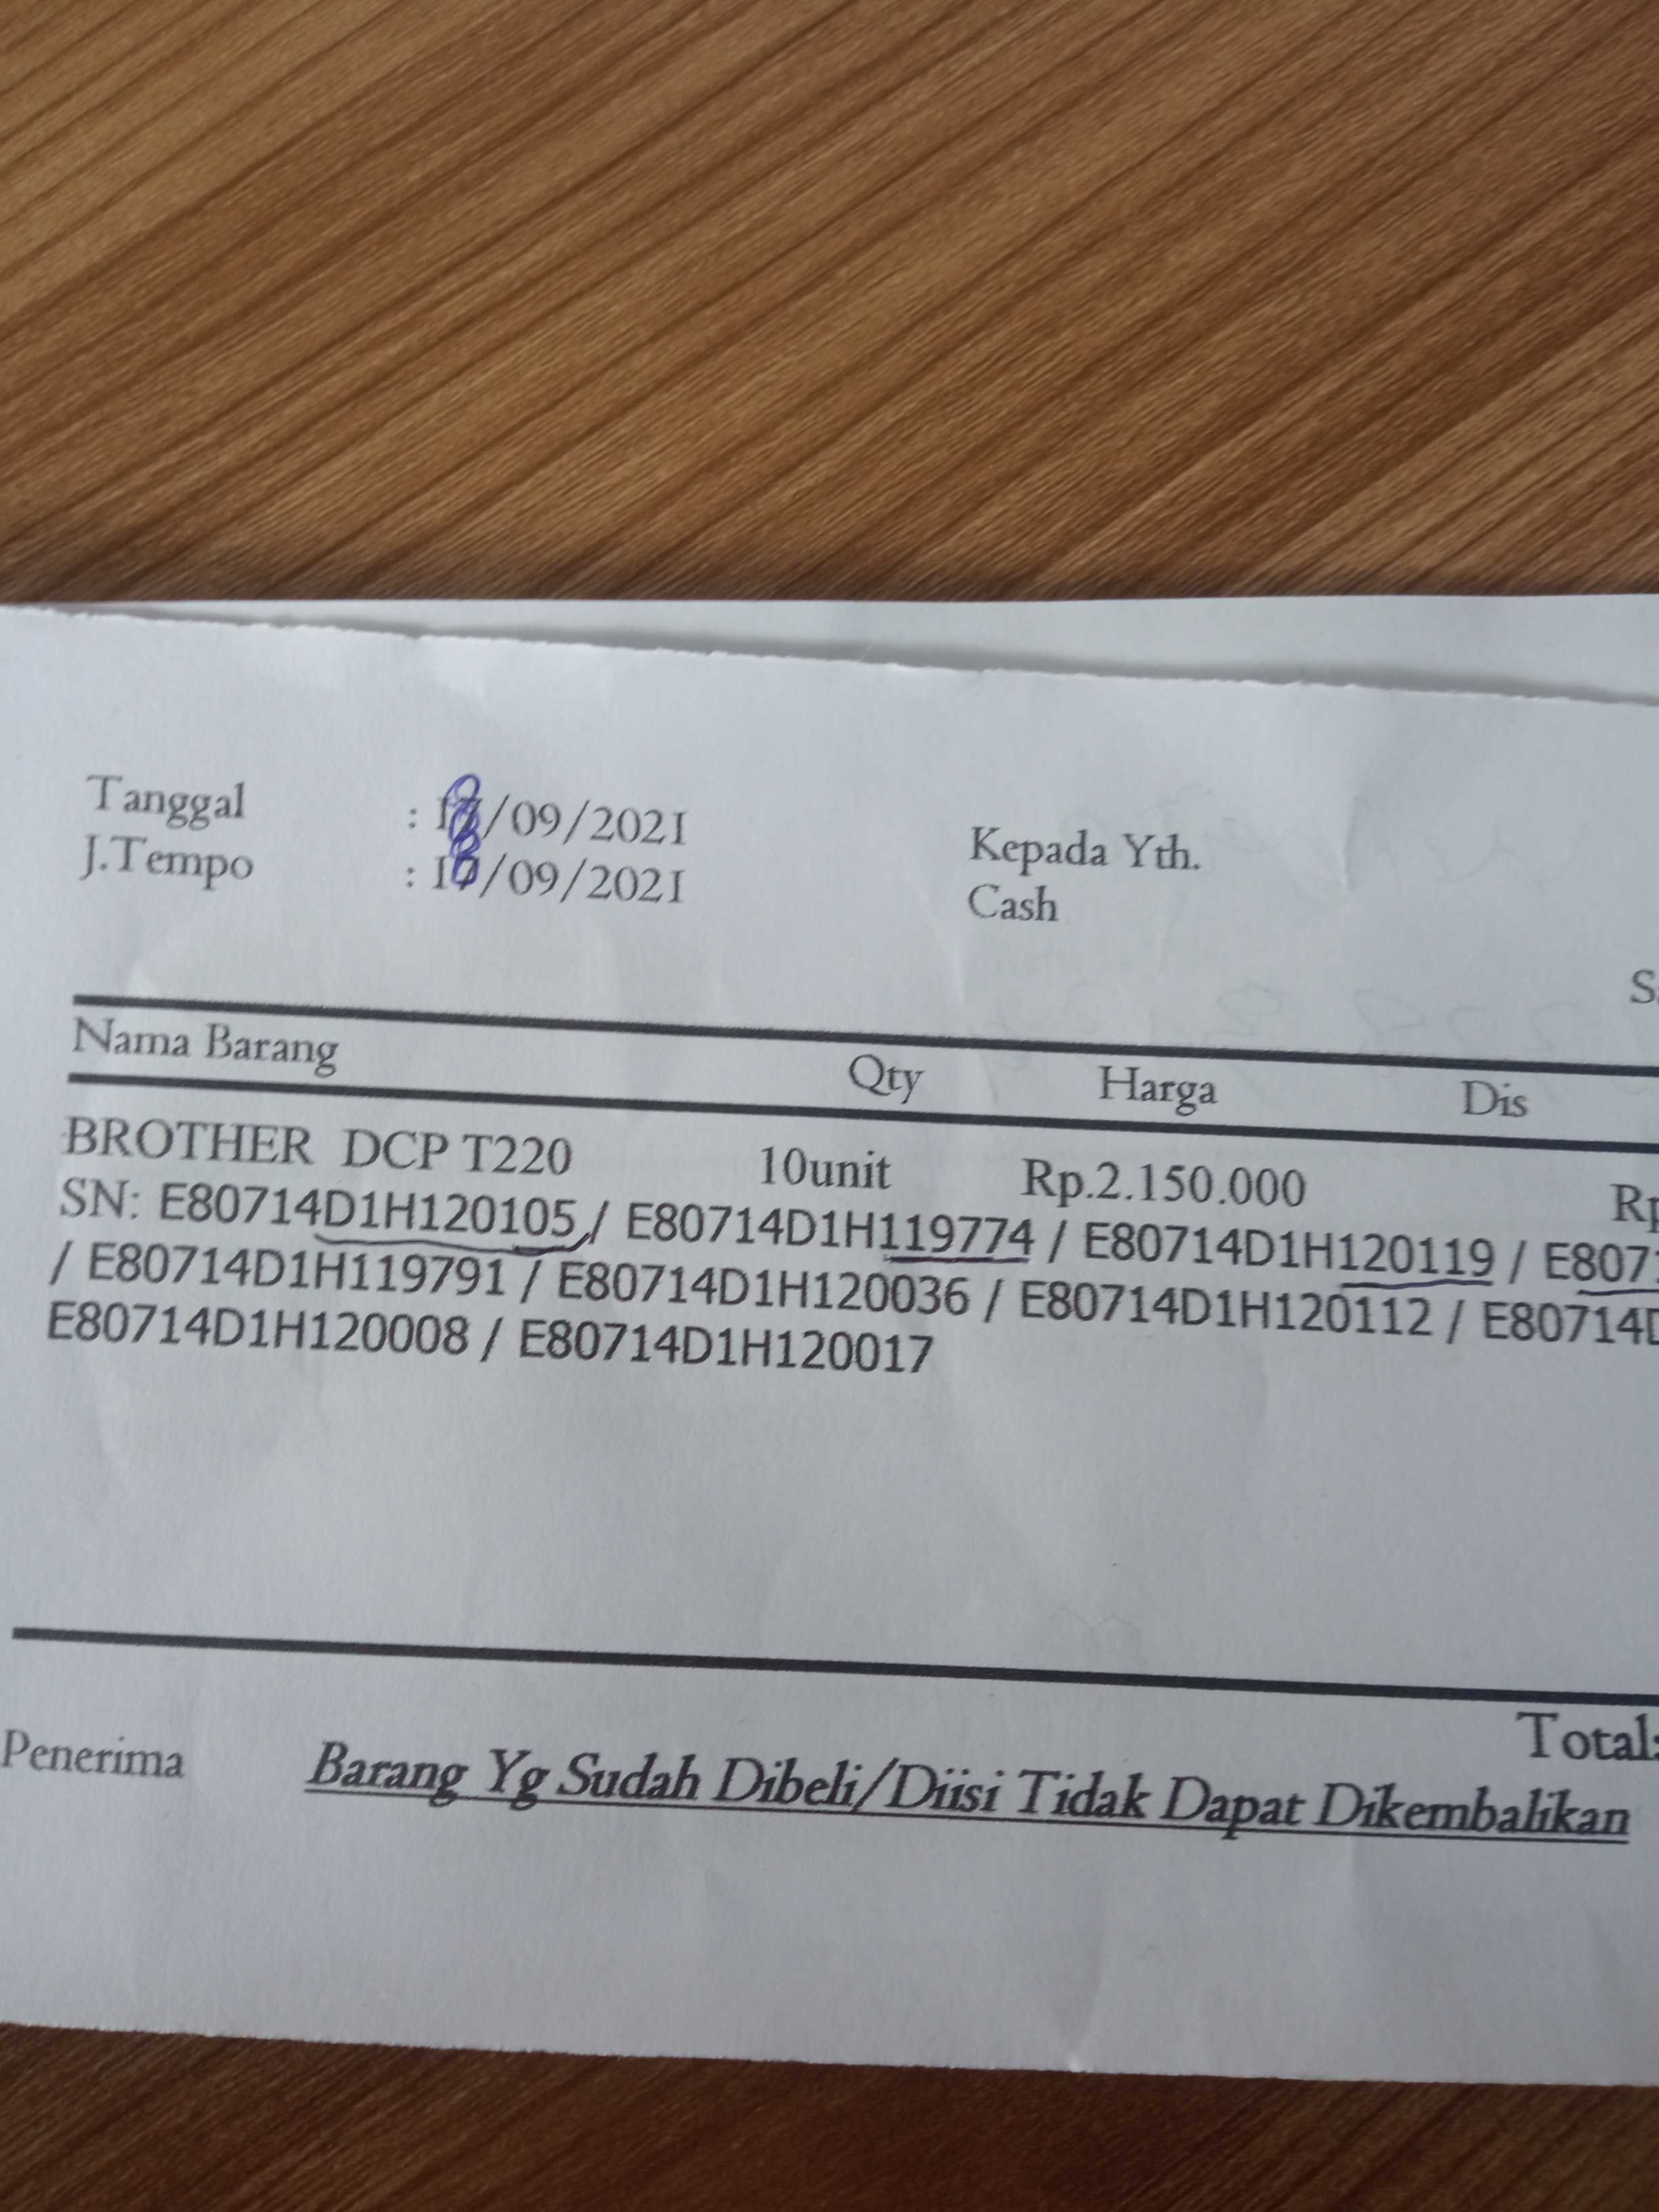 Tanggal : /09/2021
J.Tempo : /09/2021
Kepada Yth.
Cash
Nama Barang Qty Harga Dis
BROTHER DCP T220 10unit Rp.2.150.000
SN: E80714D1H120105 / E80714D1H119774 / E80714D1H120119 /
/ E80714D1H119791 / E80714D1H120036 / E80714D1H120112 /
E80714D1H120008 / E80714D1H120017
Total:
Penerima Barang Yg Sudah Dibeli/Diisi Tidak Dapat Dikembalikan